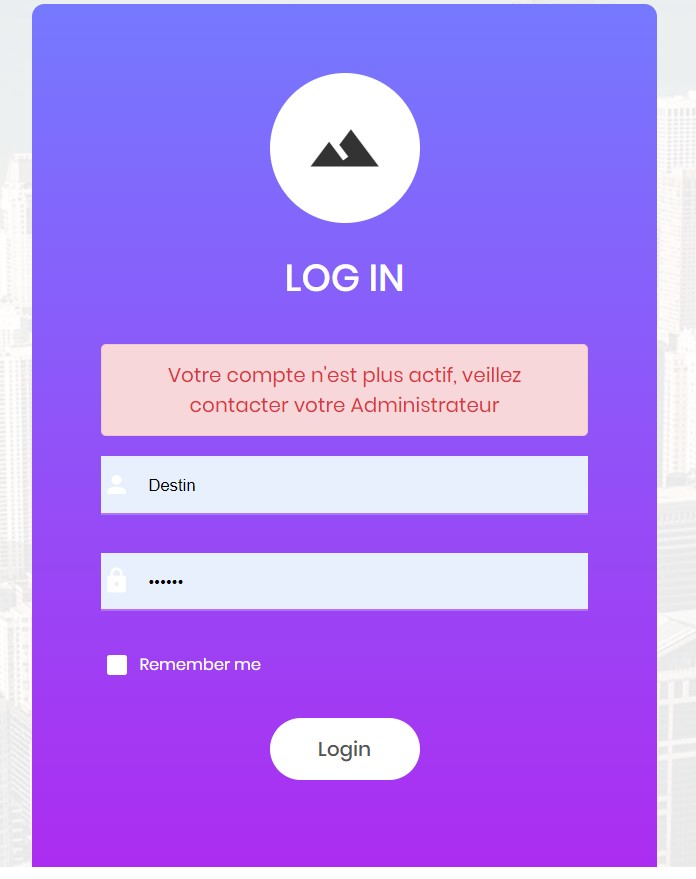 LOG IN
Votre compte n'est plus actif, veillez
contacter votre Administrateur
Destin
••••••
Remember me
Login